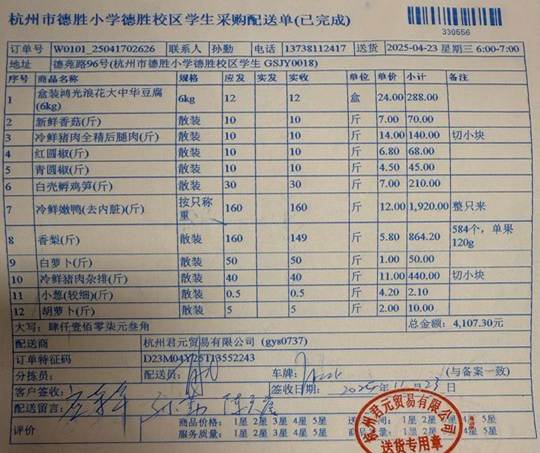 杭州市德胜小学德胜校区学生采购配送单(已完成)
330556
订单号 W0101_25041702626 联系人 孙勤 电话 13738112417 送货 2025-04-23 星期三 6:00-7:00
地址 德苑路96号(杭州市德胜小学德胜校区学生 GSJY0018)
序号 商品名称 规格 应发 实发 实收 单位 单价 小计 备注
1 盒装鸿光浪花大中华豆腐(6kg) 6kg 12 12 盒 24.00 288.00
2 新鲜香菇(斤) 散装 10 10 斤 7.00 70.00
3 冷鲜猪肉全精后腿肉(斤) 散装 10 10 斤 14.00 140.00 切小块
4 红圆椒(斤) 散装 10 10 斤 6.80 68.00
5 青圆椒(斤) 散装 10 10 斤 4.50 45.00
6 白壳孵鸡笋(斤) 散装 30 30 斤 7.00 210.00
7 冷鲜嫩鸭(去内脏)(斤) 按只称重 160 160 斤 12.00 1,920.00 整只来
8 香梨(斤) 散装 160 149 斤 5.80 864.20 584个，单果120g
9 白萝卜(斤) 散装 50 50 斤 1.00 50.00
10 冷鲜猪肉杂排(斤) 散装 40 40 斤 11.00 440.00 切小块
11 小葱(较细)(斤) 散装 0.5 0.5 斤 4.20 2.10
12 胡萝卜(斤) 散装 5 5 斤 2.00 10.00
大写：肆仟壹佰零柒元叁角 总金额：4,107.30元
配送商 杭州君元贸易有限公司 (gys0737)
订单特征码
分拣员： 配送员： 车牌： (与备案一致)
客户签收： 签收日期：
配送留言：
评价 商品价格： 1星 2星 3星 4星 5星
服务质量： 1星 2星 3星 4星 5星
杭州君元贸易有限公司
送货专用章